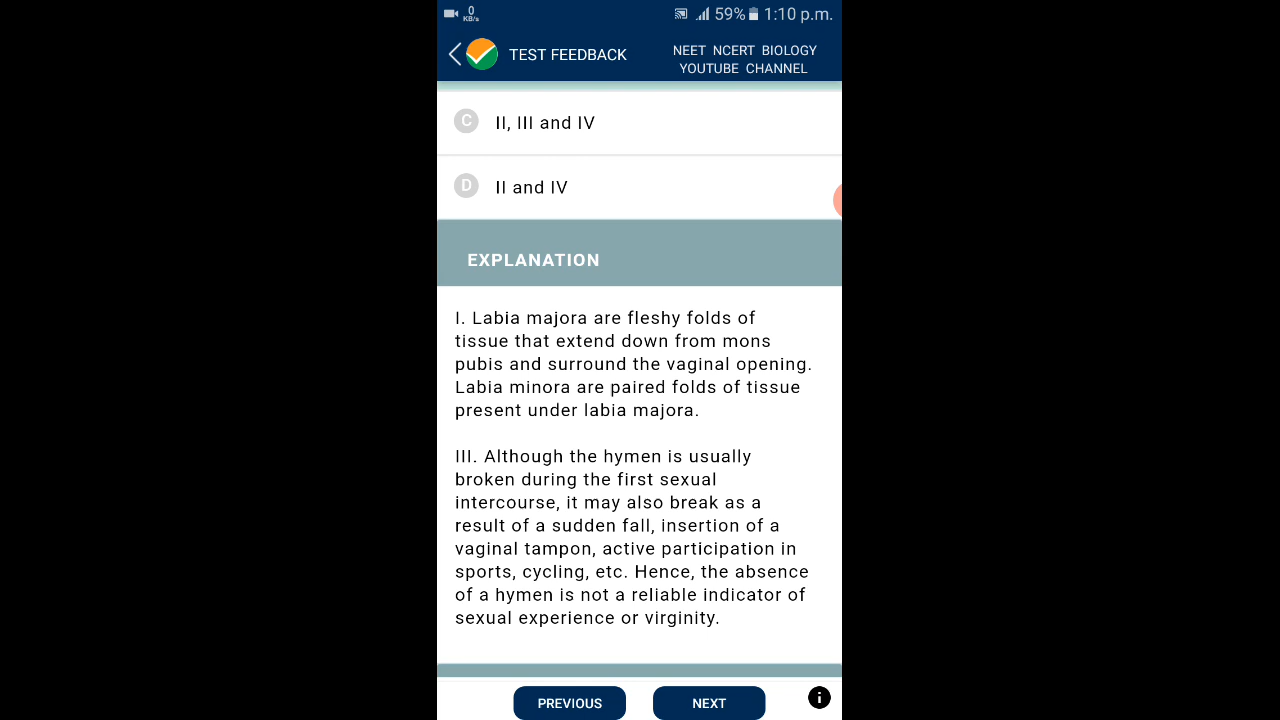 0
KB/s
59%
1:10 p.m.
TEST FEEDBACK
NEET NCERT BIOLOGY
YOUTUBE CHANNEL
C
II, III and IV
D
II and IV
EXPLANATION
I. Labia majora are fleshy folds of
tissue that extend down from mons
pubis and surround the vaginal opening.
Labia minora are paired folds of tissue
present under labia majora.
III. Although the hymen is usually
broken during the first sexual
intercourse, it may also break as a
result of a sudden fall, insertion of a
vaginal tampon, active participation in
sports, cycling, etc. Hence, the absence
of a hymen is not a reliable indicator of
sexual experience or virginity.
PREVIOUS
NEXT
i